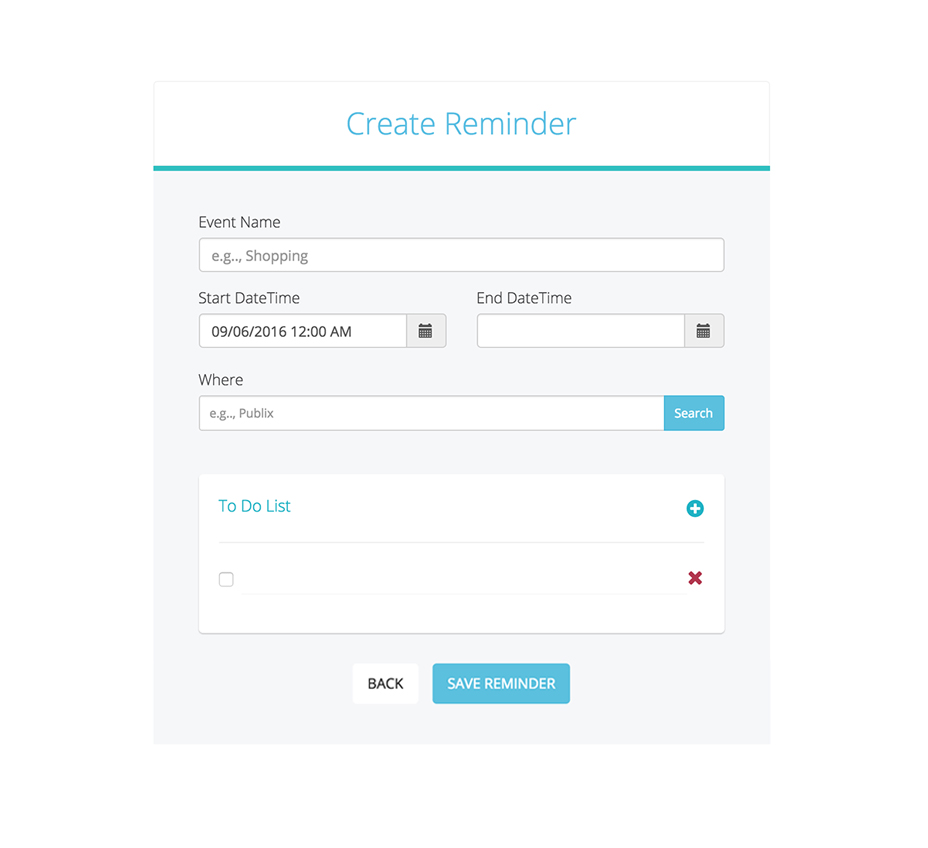 Create Reminder
Event Name
e.g.., Shopping
Start DateTime
End DateTime
09/06/2016 12:00 AM
Where
e.g.., Publix
Search
To Do List
BACK
SAVE REMINDER